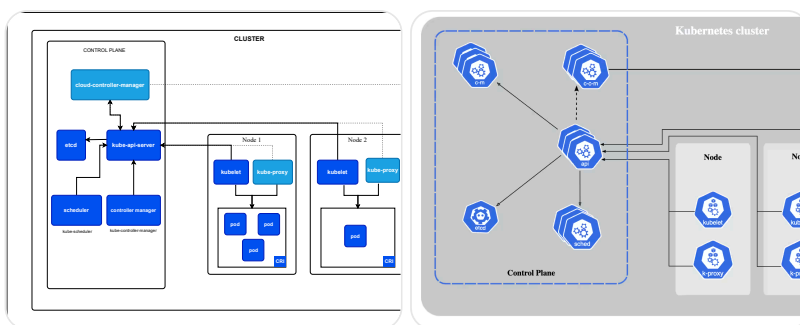 CLUSTER
CONTROL PLANE
cloud-controller-manager
etcd
kube-api-server
scheduler
controller manager
kube-scheduler
kube-controller-manager
Node 1
kubelet
kube-proxy
pod
pod
pod
CRI
Node 2
kubelet
kube-proxy
pod
CRI
Kubernetes cluster
c-m
c-c-m
api
etcd
sched
Control Plane
Node
kubelet
k-proxy